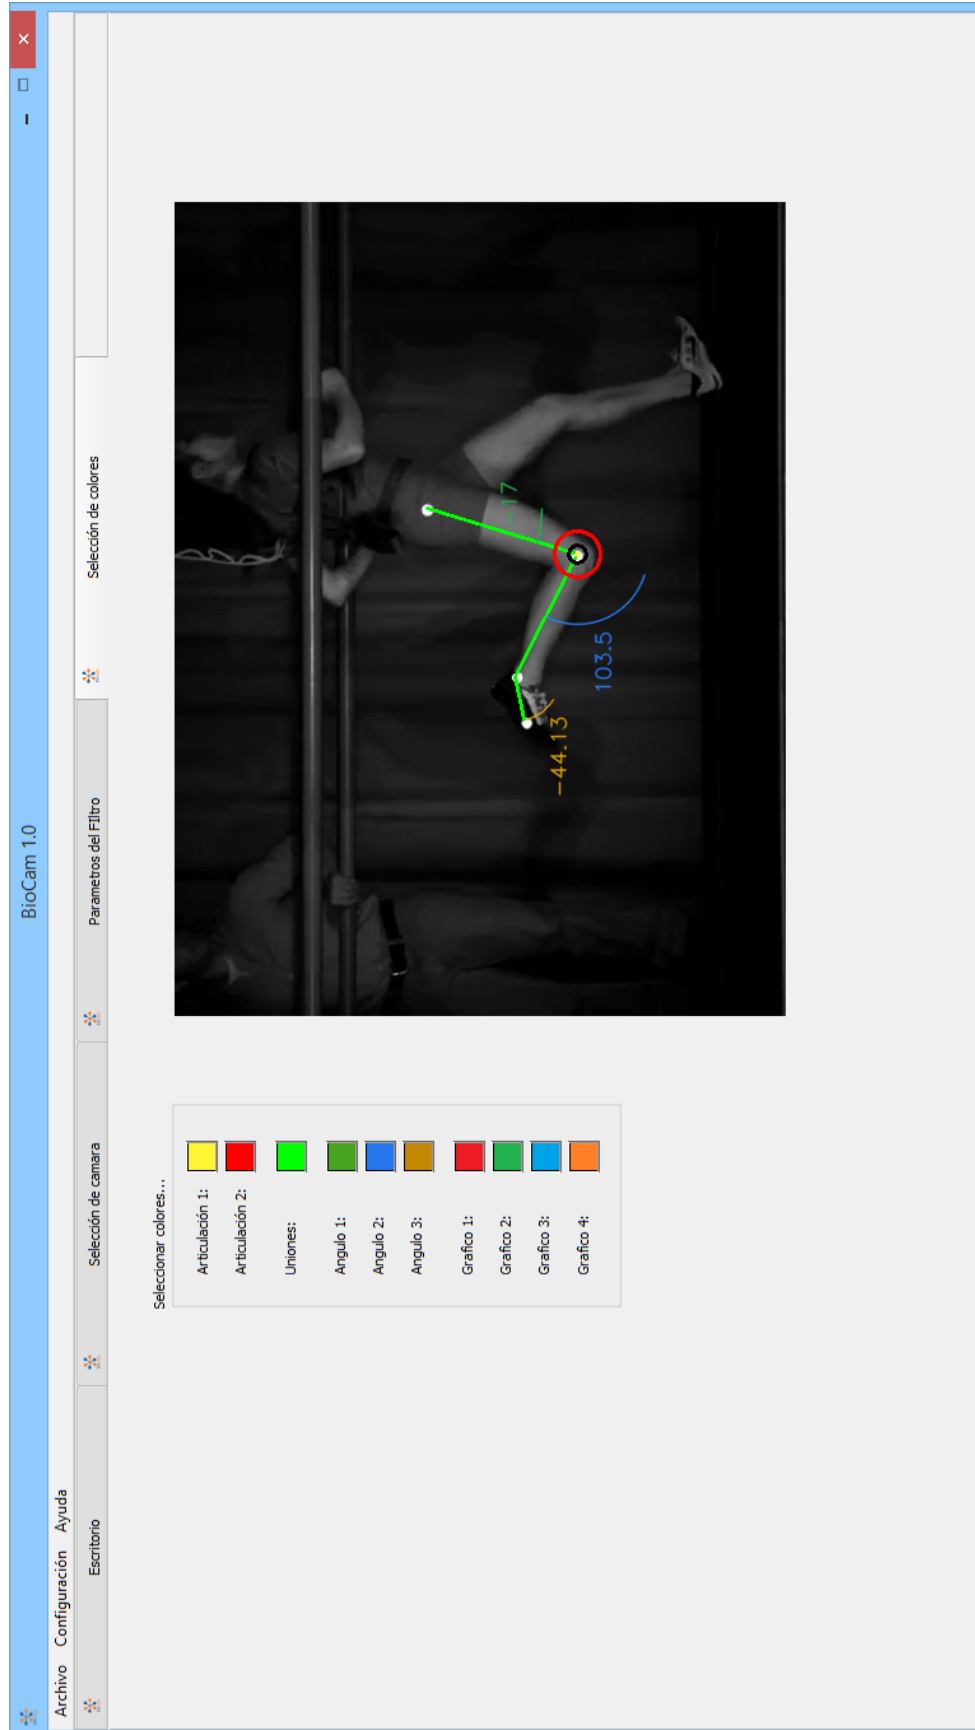 BioCam 1.0
Archivo Configuración Ayuda
Escritorio
Selección de camara
Parametros del FIltro
Selección de colores
Seleccionar colores...
Articulación 1:
Articulación 2:
Uniones:
Angulo 1:
Angulo 2:
Angulo 3:
Grafico 1:
Grafico 2:
Grafico 3:
Grafico 4:
-17
-44.13
103.5